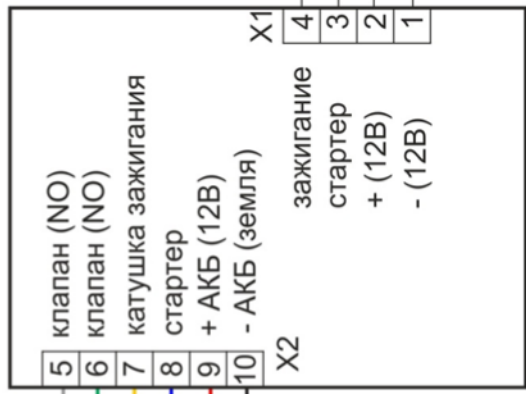 5 клапан (NO)
6 клапан (NO)
7 катушка зажигания
8 стартер
9 + АКБ (12В)
10 - АКБ (земля)
X2
X1
4 зажигание
3 стартер
2 + (12В)
1 - (12В)